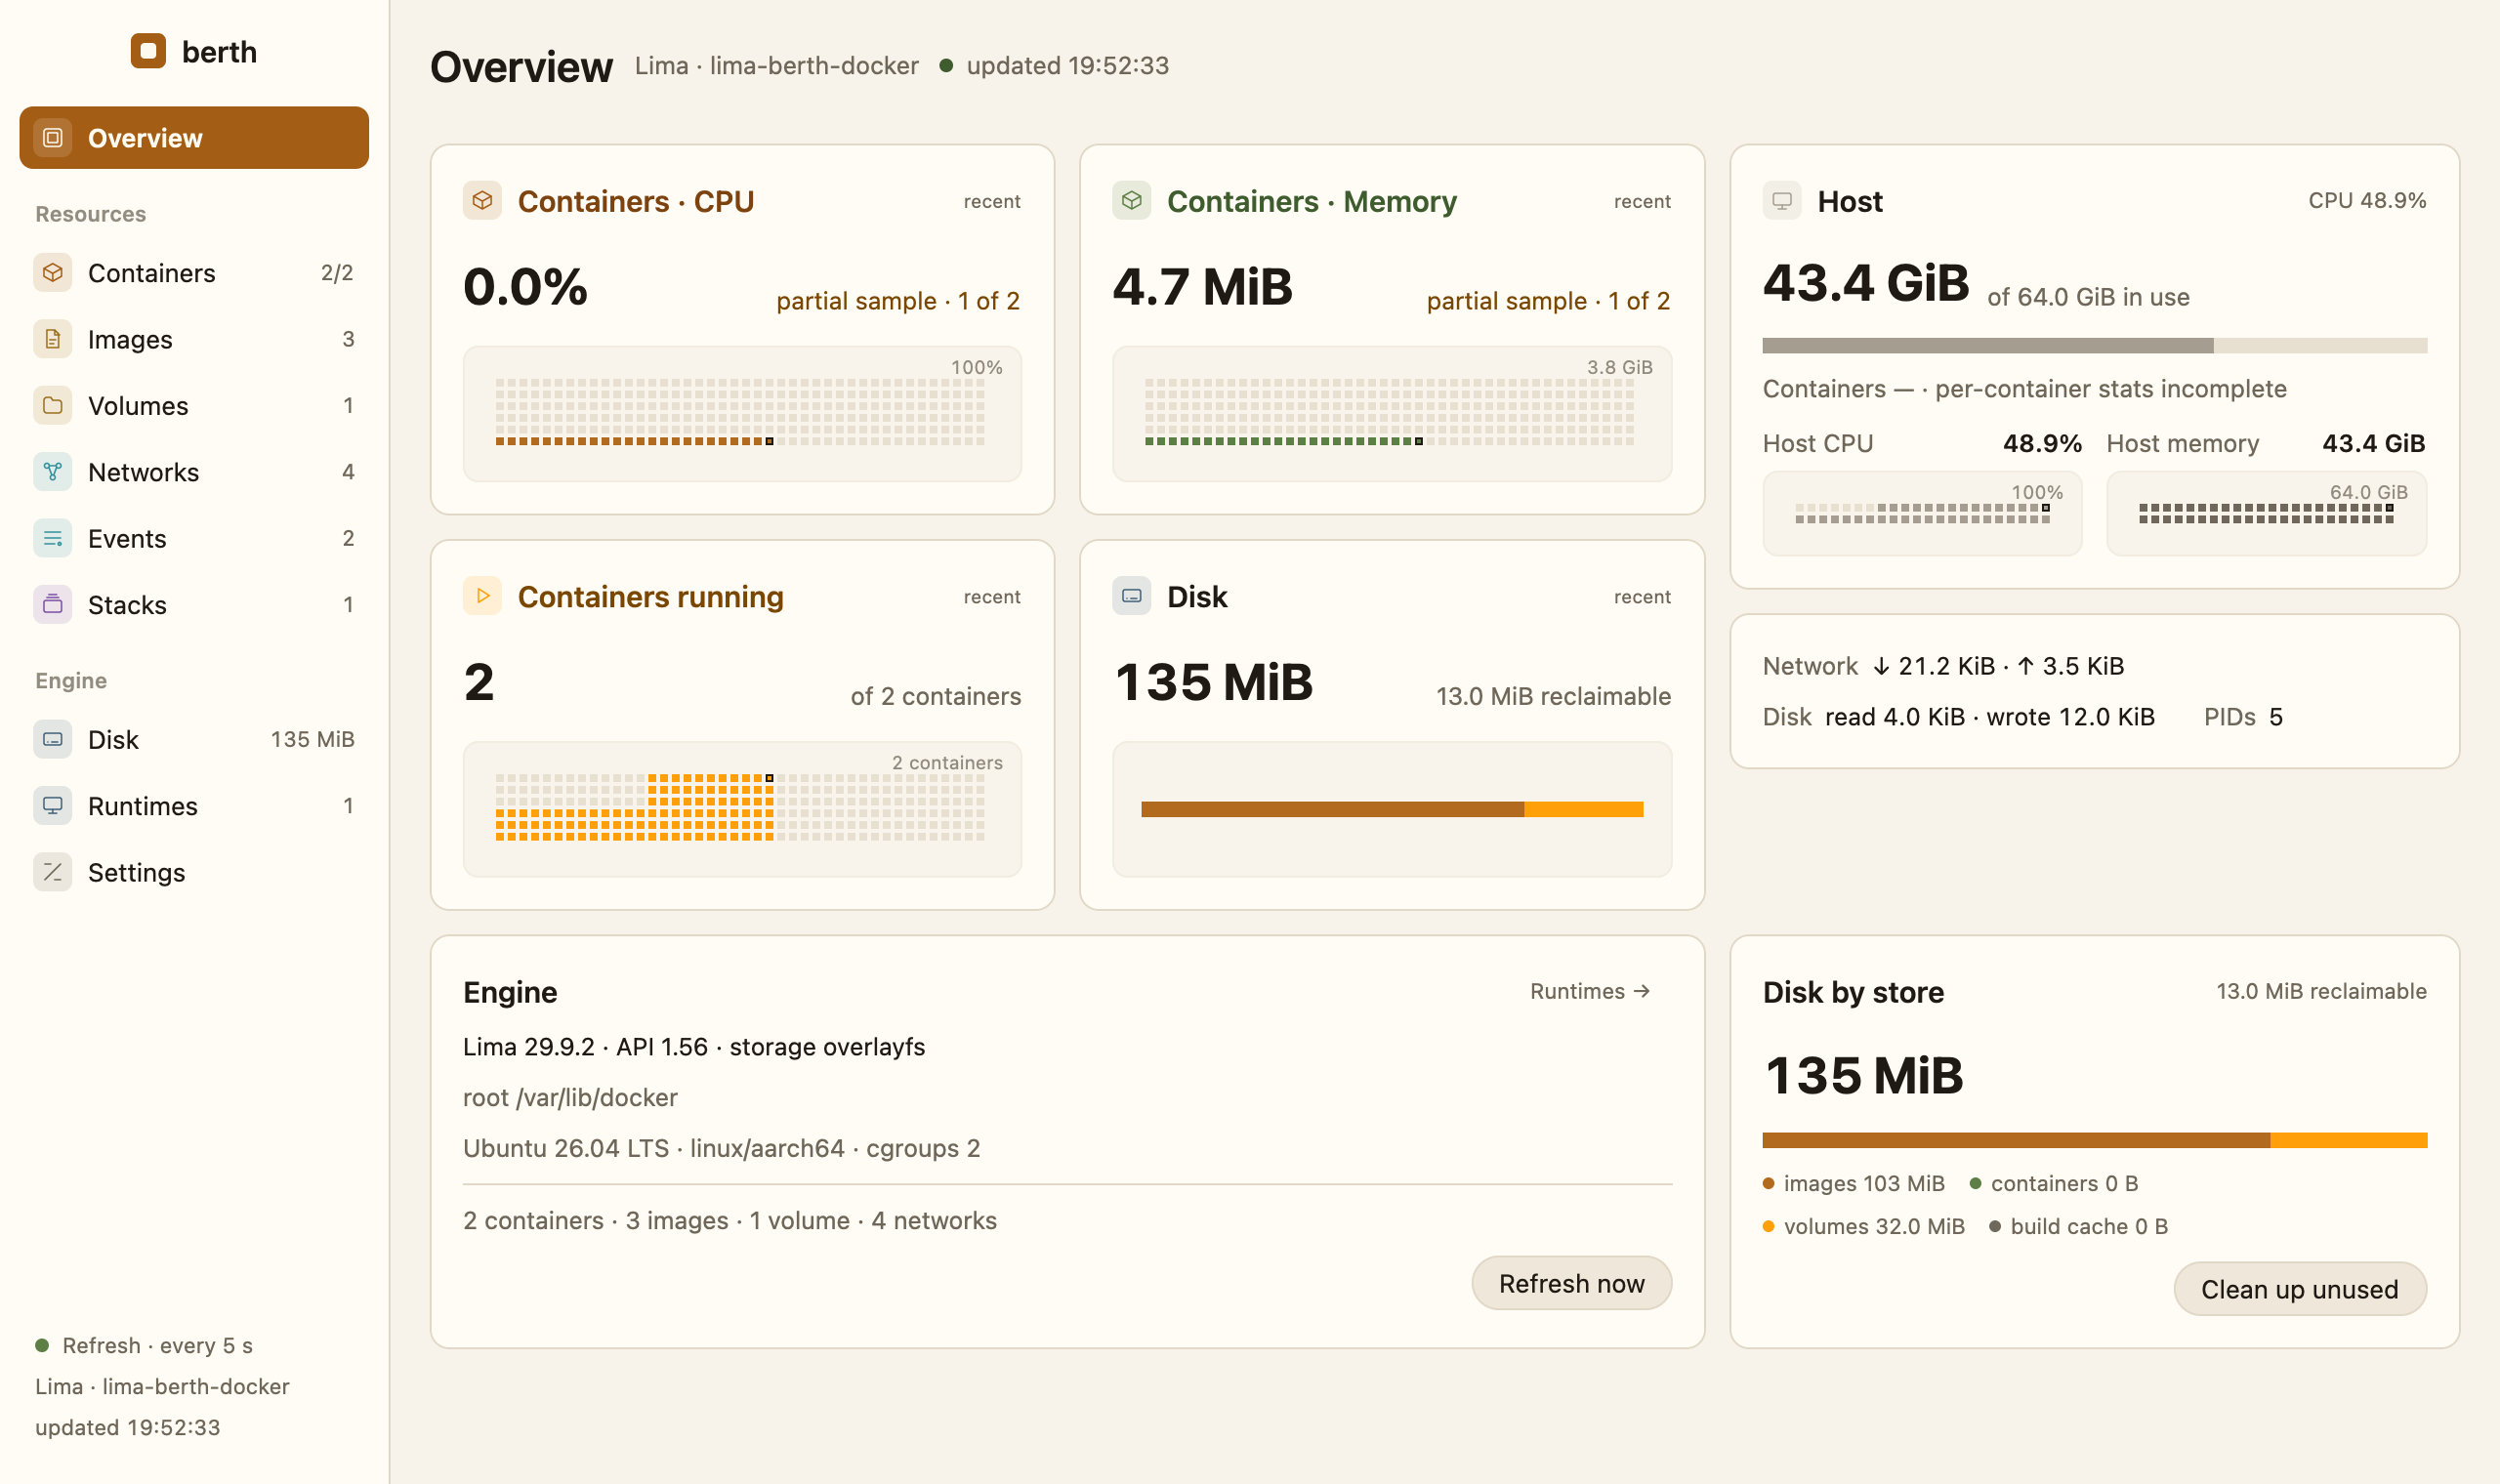 berth
Overview
Resources
Containers 2/2
Images 3
Volumes 1
Networks 4
Events 2
Stacks 1
Engine
Disk 135 MiB
Runtimes 1
Settings
Refresh · every 5 s
Lima · lima-berth-docker
updated 19:52:33
Overview Lima · lima-berth-docker updated 19:52:33
Containers · CPU recent
0.0% partial sample · 1 of 2
100%
Containers · Memory recent
4.7 MiB partial sample · 1 of 2
3.8 GiB
Host CPU 48.9%
43.4 GiB of 64.0 GiB in use
Containers — · per-container stats incomplete
Host CPU 48.9% Host memory 43.4 GiB
100% 64.0 GiB
Containers running recent
2 of 2 containers
2 containers
Disk recent
135 MiB 13.0 MiB reclaimable
Network ↓ 21.2 KiB · ↑ 3.5 KiB
Disk read 4.0 KiB · wrote 12.0 KiB PIDs 5
Engine Runtimes →
Lima 29.9.2 · API 1.56 · storage overlayfs
root /var/lib/docker
Ubuntu 26.04 LTS · linux/aarch64 · cgroups 2
2 containers · 3 images · 1 volume · 4 networks
Refresh now
Disk by store 13.0 MiB reclaimable
135 MiB
images 103 MiB containers 0 B
volumes 32.0 MiB build cache 0 B
Clean up unused